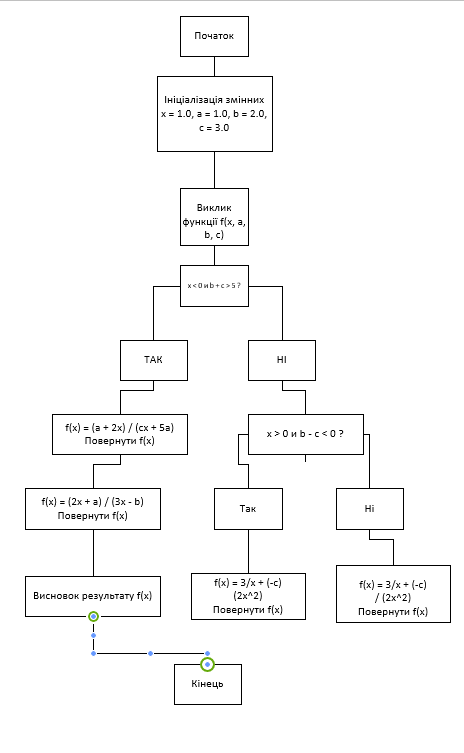 Початок
Ініціалізація змінних
x = 1.0, a = 1.0, b = 2.0,
c = 3.0
Виклик
функції f(x, a,
b, c)
x < 0 и b + c > 5 ?
ТАК
НІ
f(x) = (a + 2x) / (cx + 5a)
Повернути f(x)
x > 0 и b - c < 0 ?
f(x) = (2x + a) / (3x - b)
Повернути f(x)
Так
Ні
Висновок результату f(x)
f(x) = 3/x + (-c)
(2x^2)
Повернути f(x)
f(x) = 3/x + (-c)
/ (2x^2)
Повернути f(x)
Кінець